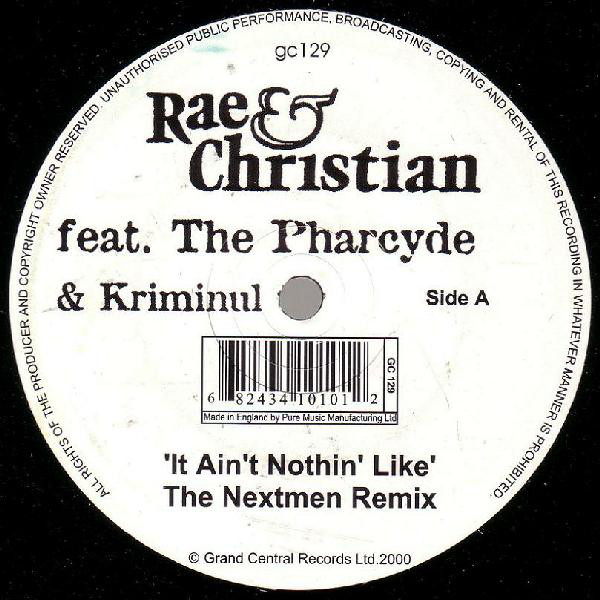 ALL RIGHTS OF THE PRODUCER AND COPYRIGHT OWNER RESERVED. UNAUTHORISED PUBLIC PERFORMANCE, BROADCASTING, COPYING AND RENTAL OF THIS RECORDING IN WHATEVER MANNER IS PROHIBITED.
gc129
Rae &
Christian
feat. The Pharcyde
& Kriminul
Side A
GC 129
6 82434 10101 2
Made in England by Pure Music Manufacturing Ltd
'It Ain't Nothin' Like'
The Nextmen Remix
© Grand Central Records Ltd.2000